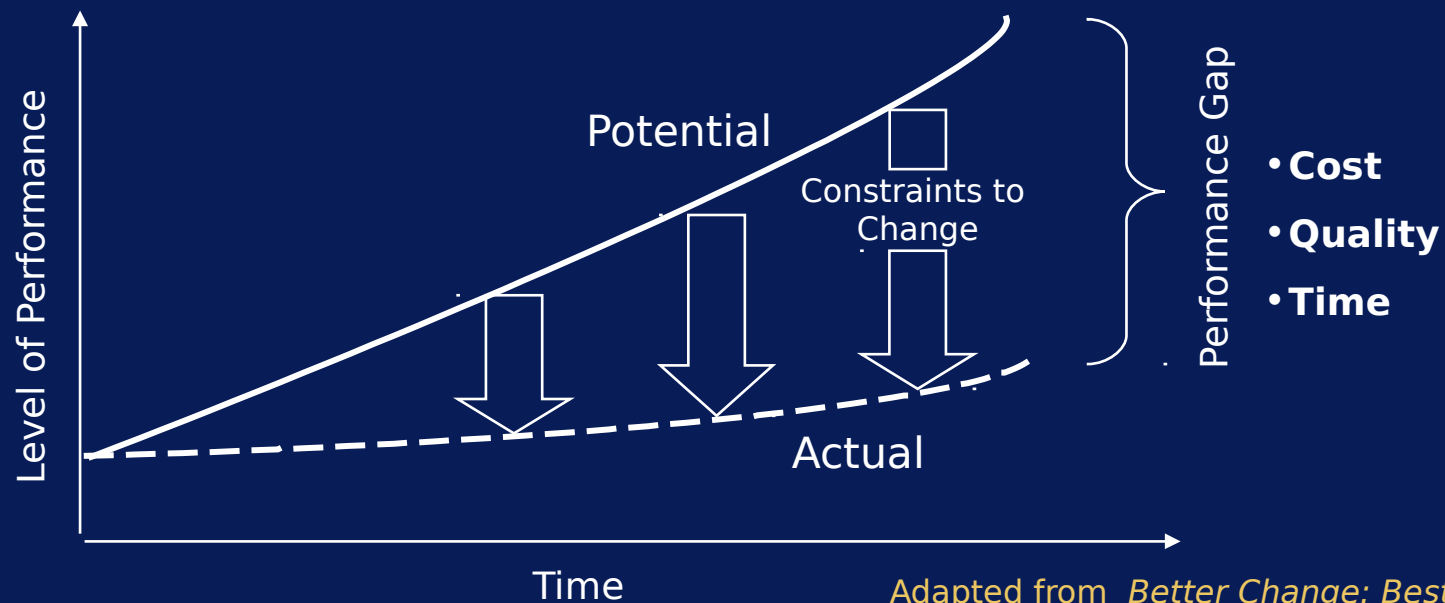 Level of Performance
Potential
Constraints to
Change
Actual
Time
Performance Gap
•Cost
•Quality
•Time
Adapted from Better Change: Best